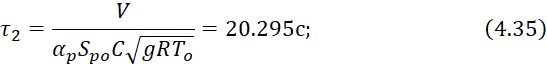 τ₂ = V / (α_p S_po C √(gRT_o)) = 20.295c; (4.35)